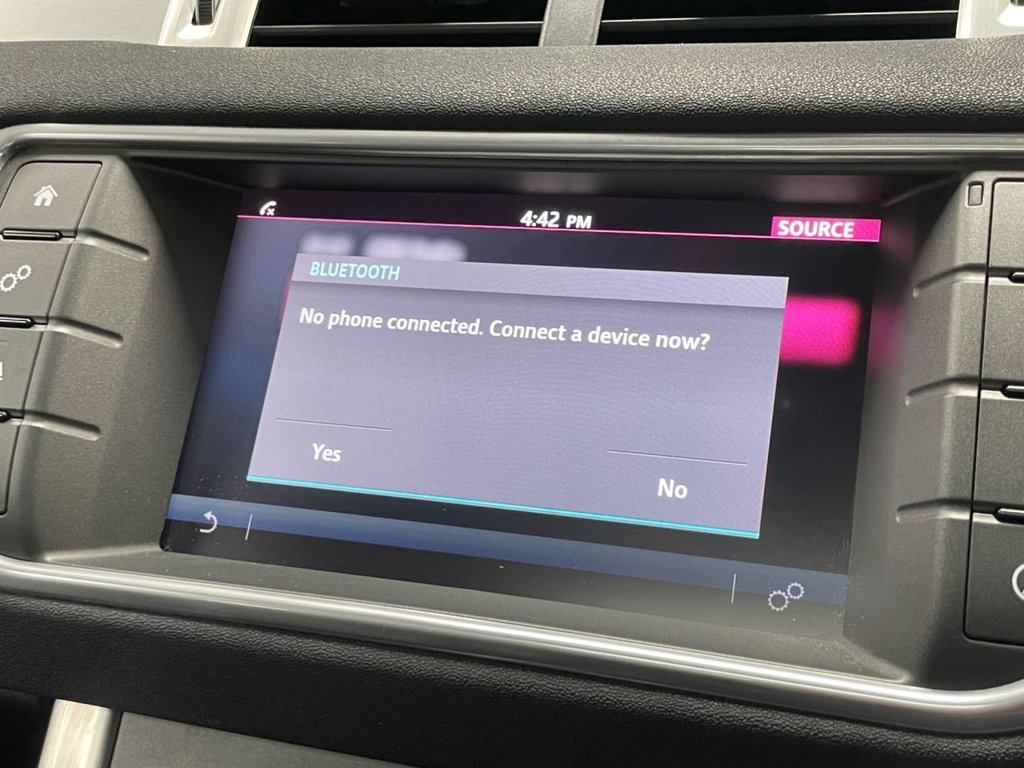 4:42 PM
SOURCE
BLUETOOTH
No phone connected. Connect a device now?
Yes
No